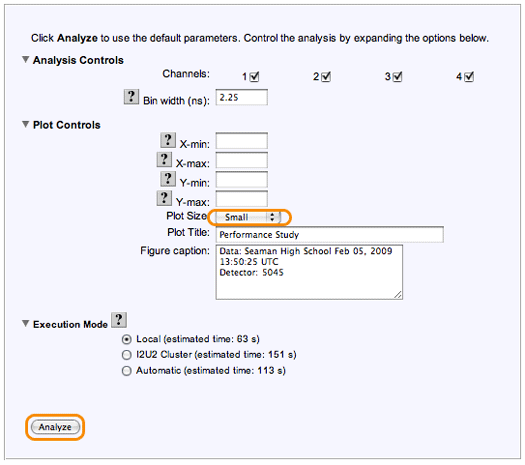 Click Analyze to use the default parameters. Control the analysis by expanding the options below.
Analysis Controls
Channels: 1 2 3 4
? Bin width (ns): 2.25
Plot Controls
? X-min:
? X-max:
? Y-min:
? Y-max:
Plot Size: Small
Plot Title: Performance Study
Figure caption: Data: Seaman High School Feb 05, 2009
13:50:25 UTC
Detector: 5045
Execution Mode ?
Local (estimated time: 63 s)
I2U2 Cluster (estimated time: 151 s)
Automatic (estimated time: 113 s)
Analyze